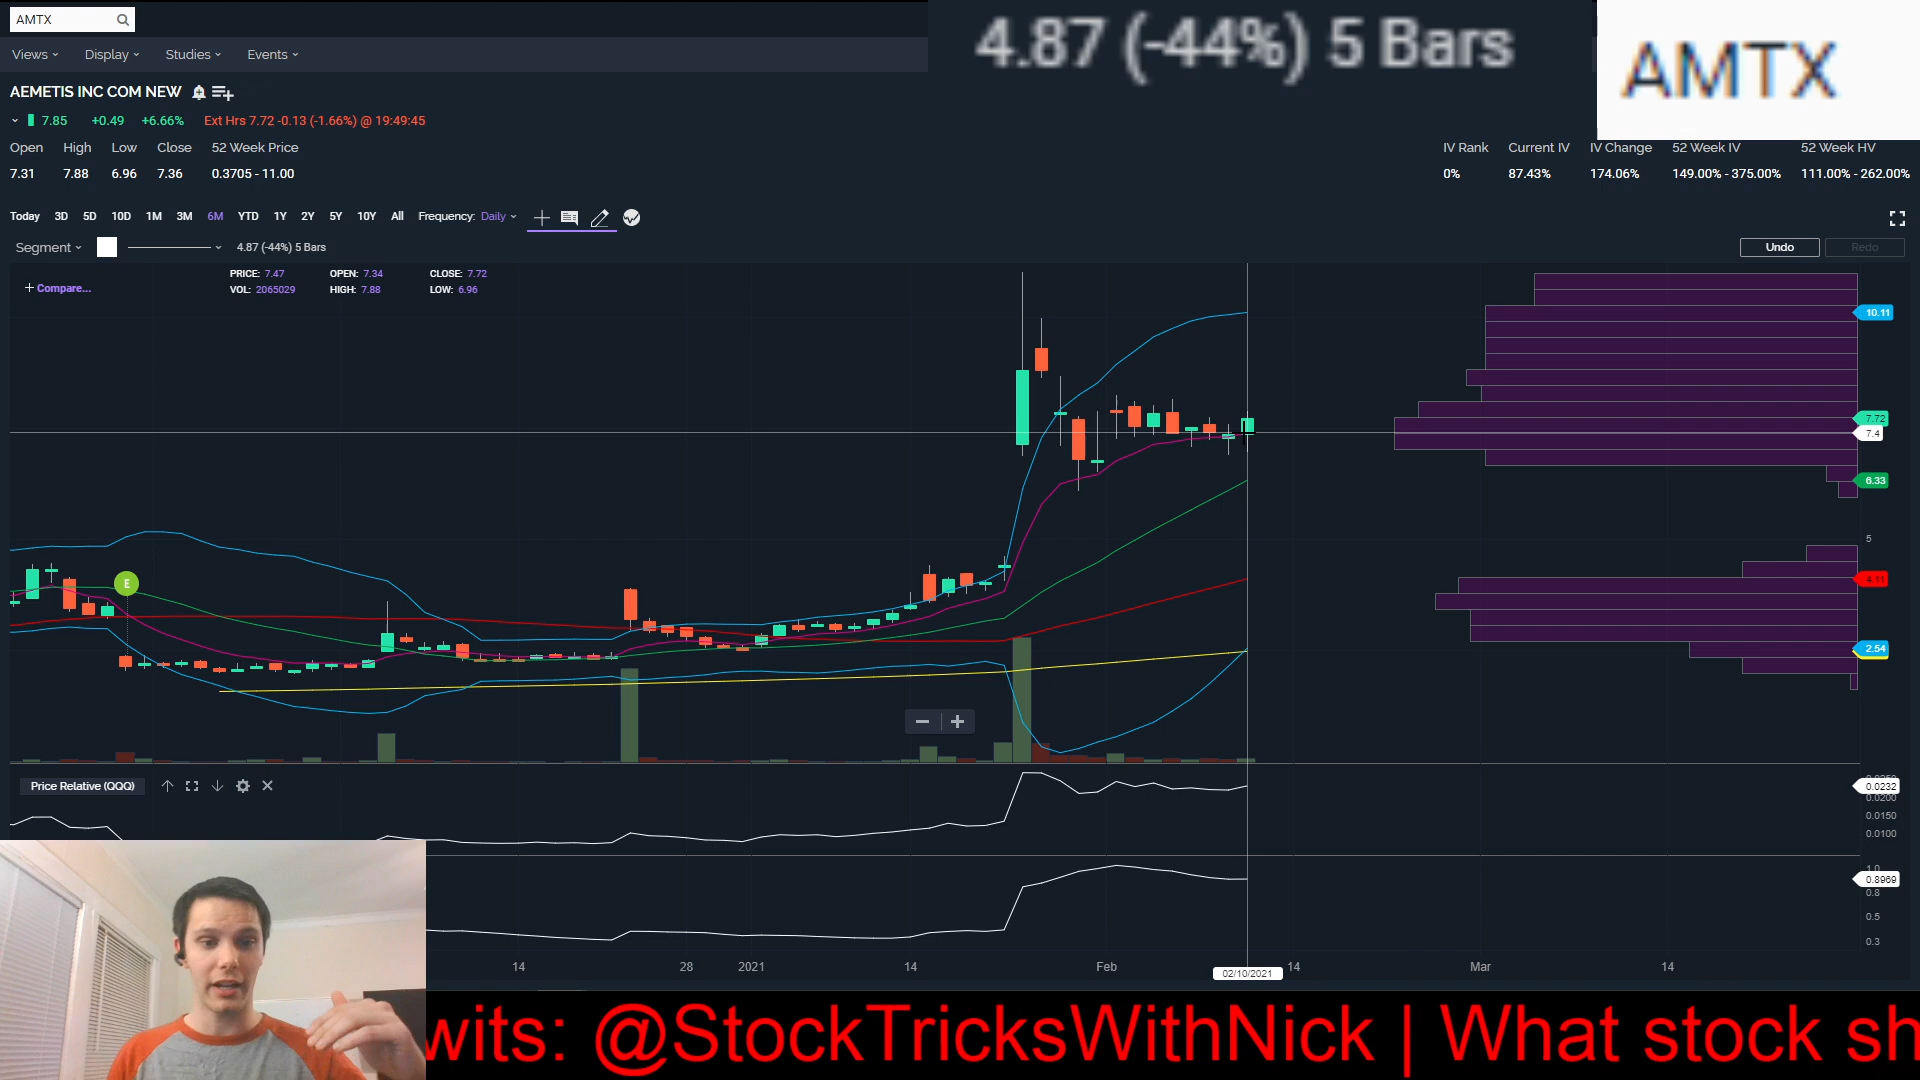 AMTX
4.87 (-44%) 5 Bars
AMTX
Views Display Studies Events
AEMETIS INC COM NEW
7.85 +0.49 +6.66% Ext Hrs 7.72 -0.13 (-1.66%) @ 19:49:45
Open High Low Close 52 Week Price IV Rank Current IV IV Change 52 Week IV 52 Week HV
7.31 7.88 6.96 7.36 0.3705 - 11.00 0% 87.43% 174.06% 149.00% - 375.00% 111.00% - 262.00%
Today 3D 5D 10D 1M 3M 6M YTD 1Y 2Y 5Y 10Y All Frequency: Daily
Segment 4.87 (-44%) 5 Bars Undo Redo
PRICE: 7.47 OPEN: 7.34 CLOSE: 7.72
+ Compare...
VOL: 2065029 HIGH: 7.88 LOW: 6.96
10.11
7.72
7.4
6.33
5
E
4.11
2.54
Price Relative (QQQ)
0.0232
0.0200
0.0150
0.0100
1.0
0.8969
0.8
0.5
0.3
14 28 2021 14 Feb 14 Mar 14
02/10/2021
wits: @StockTricksWithNick | What stock sh